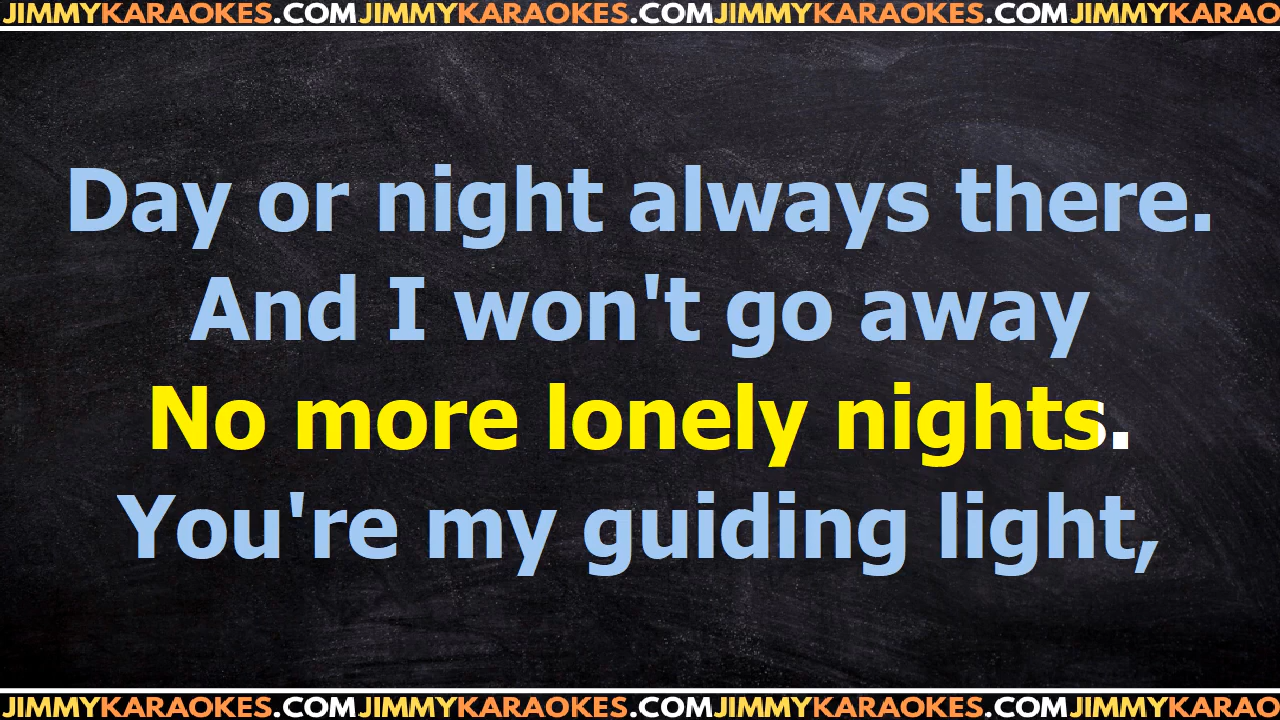 JIMMYKARAOKES.COMJIMMYKARAOKES.COMJIMMYKARAOKES.COMJIMMYKARAO
Day or night always there.
And I won't go away
No more lonely nights.
You're my guiding light,
JIMMYKARAOKES.COMJIMMYKARAOKES.COMJIMMYKARAOKES.COMJIMMYKARAO